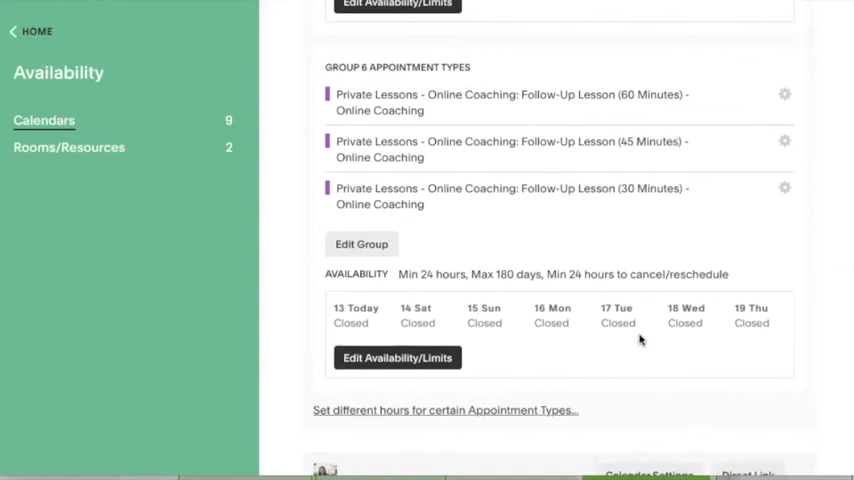 Edit Availability/Limits
HOME
Availability
Calendars 9
Rooms/Resources 2
GROUP 6 APPOINTMENT TYPES
Private Lessons - Online Coaching: Follow-Up Lesson (60 Minutes) -
Online Coaching
Private Lessons - Online Coaching: Follow-Up Lesson (45 Minutes) -
Online Coaching
Private Lessons - Online Coaching: Follow-Up Lesson (30 Minutes) -
Online Coaching
Edit Group
AVAILABILITY Min 24 hours, Max 180 days, Min 24 hours to cancel/reschedule
13 Today 14 Sat 15 Sun 16 Mon 17 Tue 18 Wed 19 Thu
Closed Closed Closed Closed Closed Closed Closed
Edit Availability/Limits
Set different hours for certain Appointment Types...
Calendar Settings Direct Link